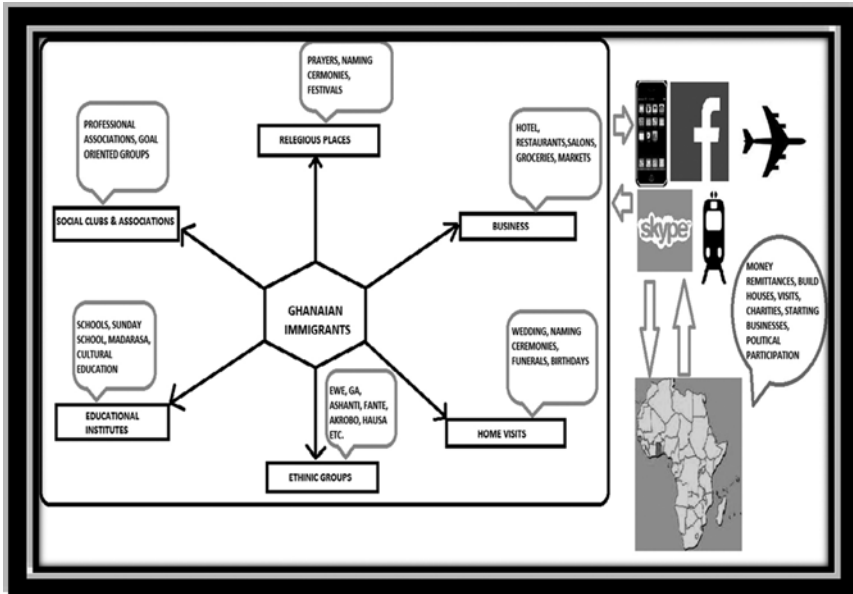 PRAYERS, NAMING
CERMONIES,
FESTIVALS
RELEGIOUS PLACES
PROFESSIONAL
ASSOCIATIONS, GOAL
ORIENTED GROUPS
SOCIAL CLUBS & ASSOCIATIONS
HOTEL,
RESTAURANTS,SALONS,
GROCERIES, MARKETS
BUSINESS
GHANAIAN
IMMIGRANTS
SCHOOLS, SUNDAY
SCHOOL, MADARASA,
CULTURAL
EDUCATION
EDUCATIONAL
INSTITUTES
EWE, GA,
ASHANTI, FANTE,
AKROBO, HAUSA
ETC.
ETHINIC GROUPS
WEDDING, NAMING
CEREMONIES,
FUNERALS, BIRTHDAYS
HOME VISITS
f
skype
MONEY
REMITTANCES, BUILD
HOUSES, VISITS,
CHARITIES, STARTING
BUSINESSES,
POLITICAL
PARTICIPATION